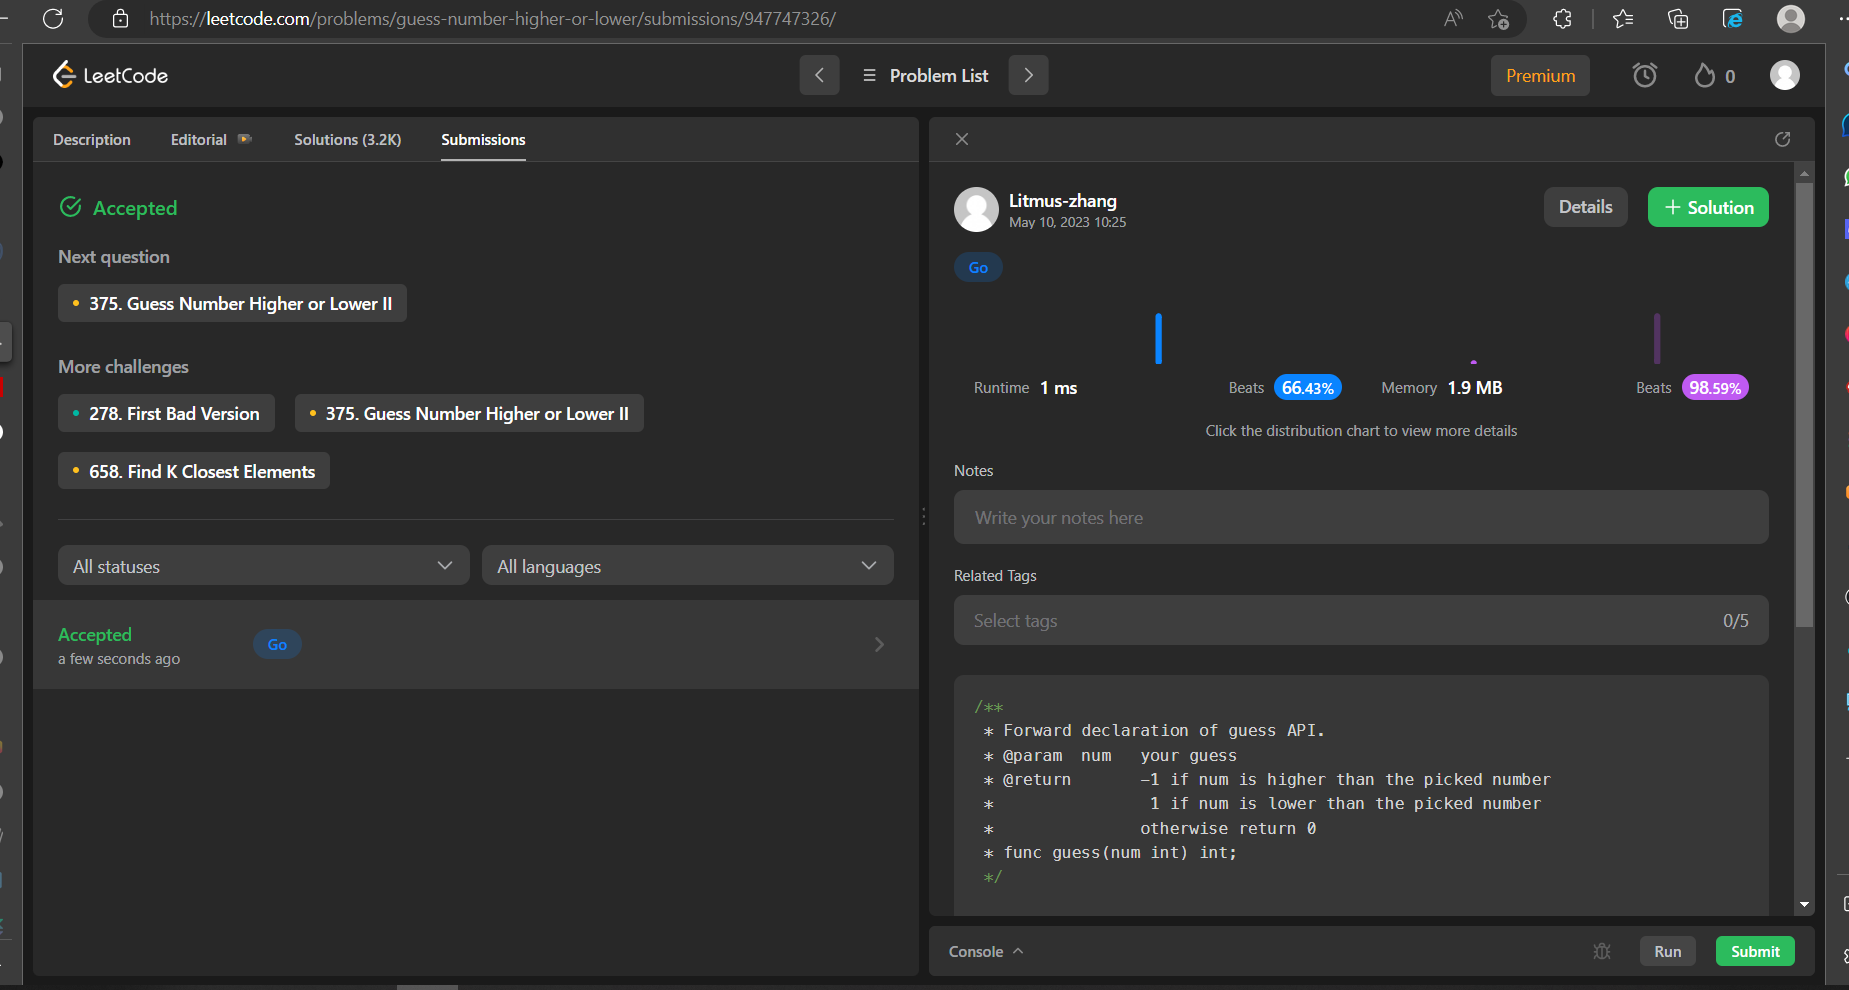 https://leetcode.com/problems/guess-number-higher-or-lower/submissions/947747326/
LeetCode
Problem List
Premium
0
Description Editorial Solutions (3.2K) Submissions
Accepted
Next question
375. Guess Number Higher or Lower II
More challenges
278. First Bad Version
375. Guess Number Higher or Lower II
658. Find K Closest Elements
All statuses
All languages
Accepted
a few seconds ago
Go
Litmus-zhang
May 10, 2023 10:25
Details
+ Solution
Go
Runtime 1 ms Beats 66.43% Memory 1.9 MB Beats 98.59%
Click the distribution chart to view more details
Notes
Write your notes here
Related Tags
Select tags 0/5
/**
 * Forward declaration of guess API.
 * @param  num   your guess
 * @return       -1 if num is higher than the picked number
 *                1 if num is lower than the picked number
 *               otherwise return 0
 * func guess(num int) int;
 */
Console
Run
Submit